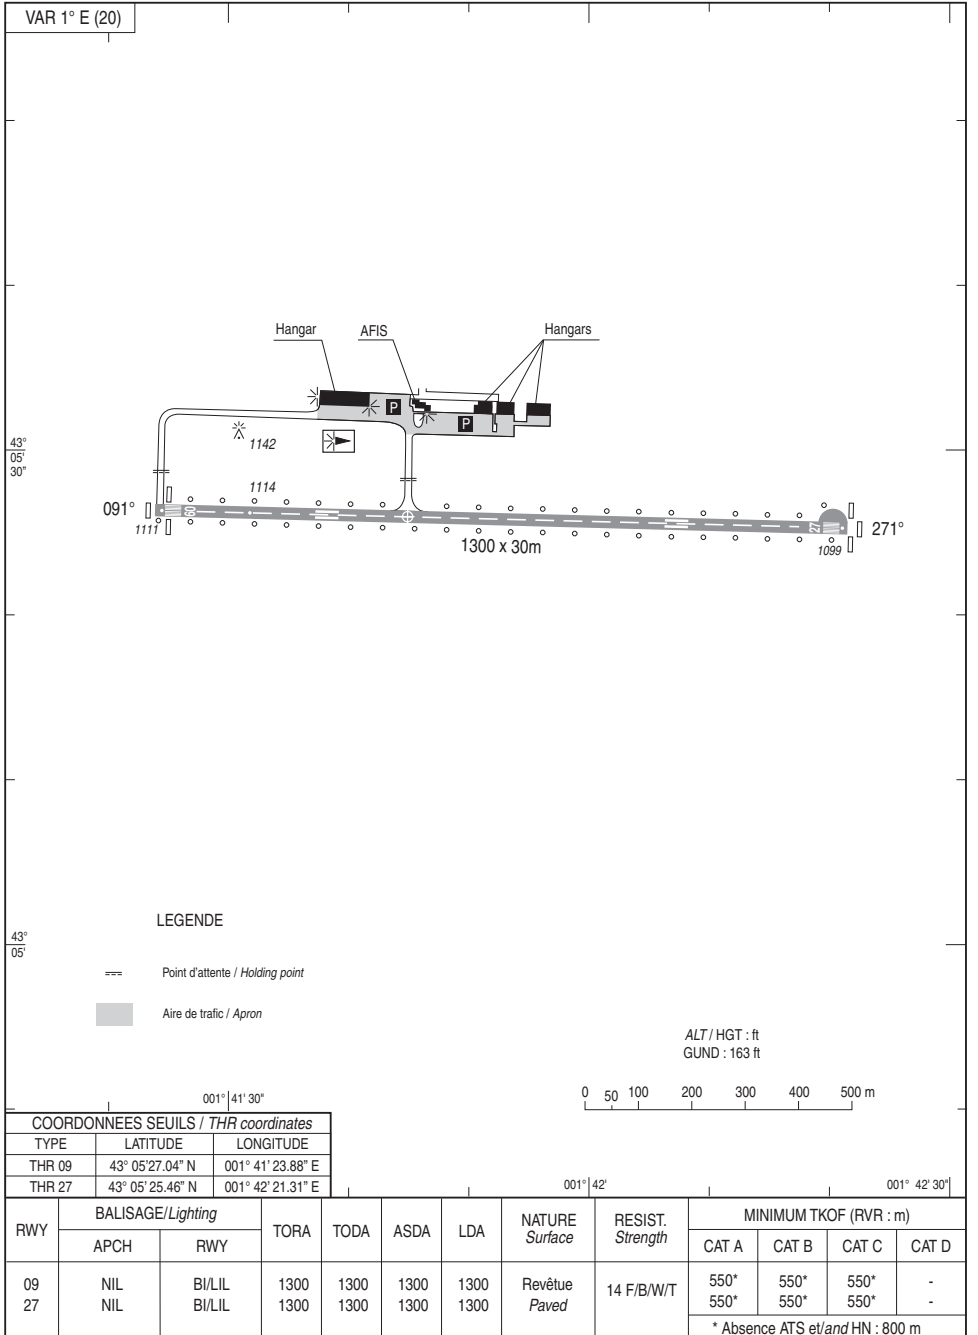 VAR 1° E (20)
Hangar
AFIS
Hangars
P
P
1142
43°
05'
30"
1114
091°
1111
09
27
271°
1300 x 30m
1099
LEGENDE
43°
05'
Point d'attente / Holding point
Aire de trafic / Apron
ALT / HGT : ft
GUND : 163 ft
0 50 100 200 300 400 500 m
001° 41' 30"
COORDONNEES SEUILS / THR coordinates
TYPE LATITUDE LONGITUDE
THR 09 43° 05'27.04" N 001° 41' 23.88" E
THR 27 43° 05' 25.46" N 001° 42' 21.31" E
001° 42'
001° 42' 30"
RWY BALISAGE/Lighting TORA TODA ASDA LDA NATURE Surface RESIST. Strength MINIMUM TKOF (RVR : m)
APCH RWY CAT A CAT B CAT C CAT D
09 NIL BI/LIL 1300 1300 1300 1300 Revêtue 14 F/B/W/T 550* 550* 550* -
27 NIL BI/LIL 1300 1300 1300 1300 Paved 550* 550* 550* -
* Absence ATS et/and HN : 800 m